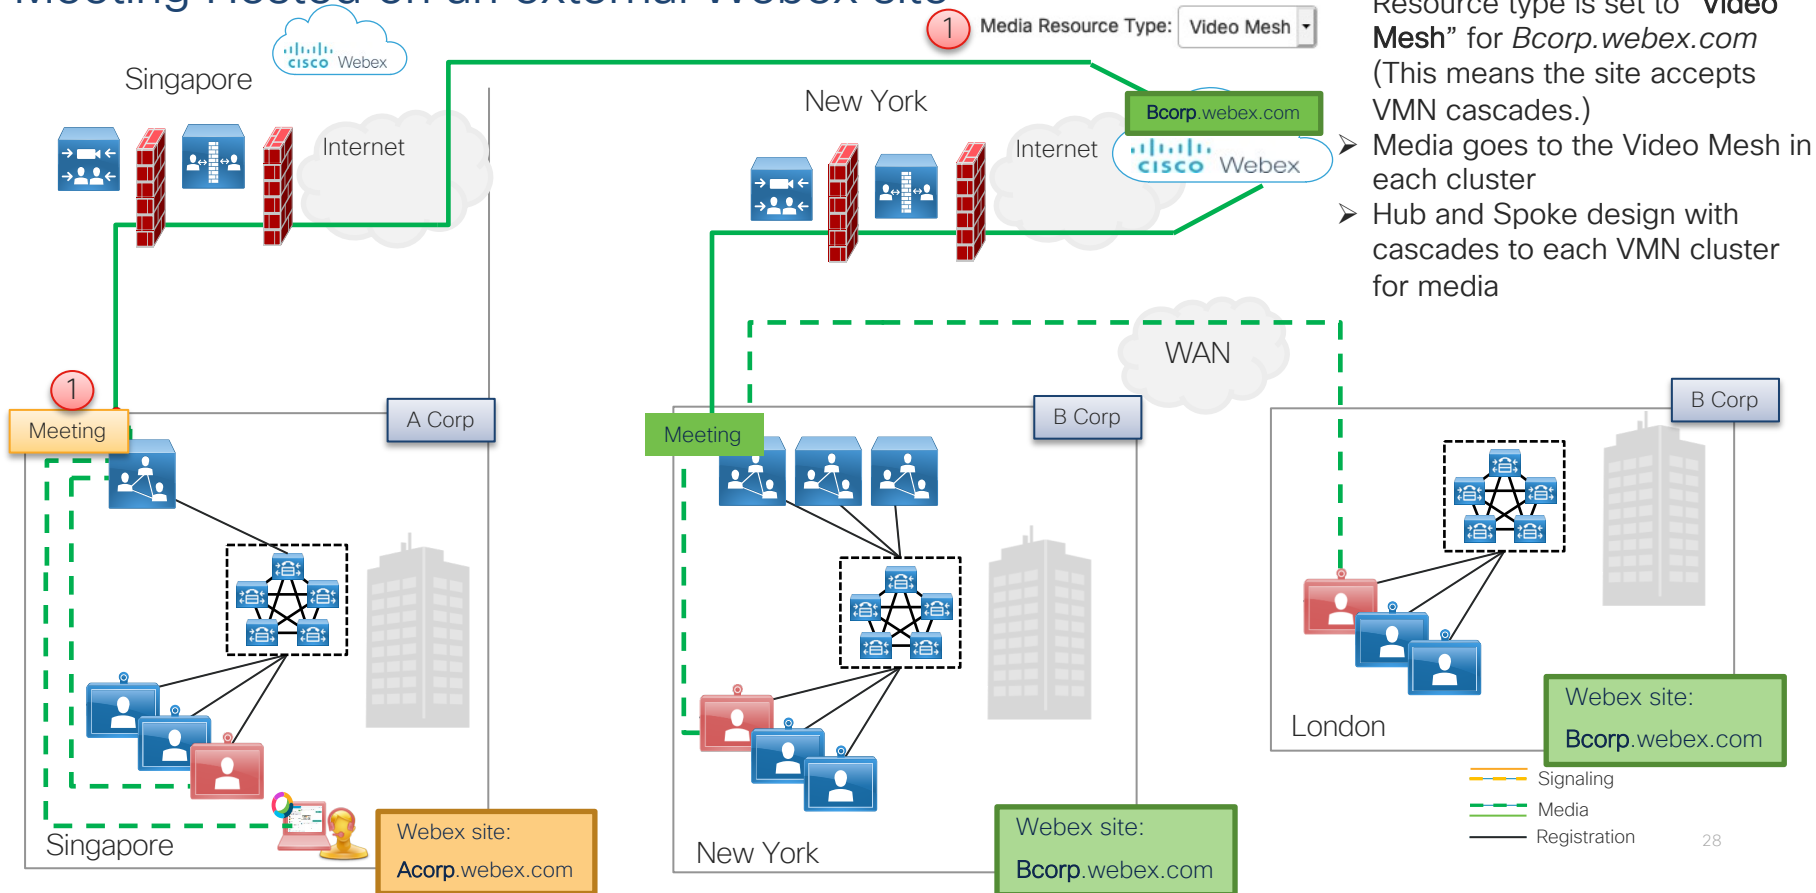 Meeting Hosted on an external Webex site
1 Media Resource Type: Video Mesh
Resource type is set to "Video
Mesh" for Bcorp.webex.com
(This means the site accepts
VMN cascades.)
➢ Media goes to the Video Mesh in
each cluster
➢ Hub and Spoke design with
cascades to each VMN cluster
for media
cisco Webex
Singapore
Internet
New York
Internet
Bcorp.webex.com
cisco Webex
WAN
1
Meeting
A Corp
Meeting
B Corp
B Corp
Singapore
Webex site:
Acorp.webex.com
New York
Webex site:
Bcorp.webex.com
London
Webex site:
Bcorp.webex.com
Signaling
Media
Registration
28